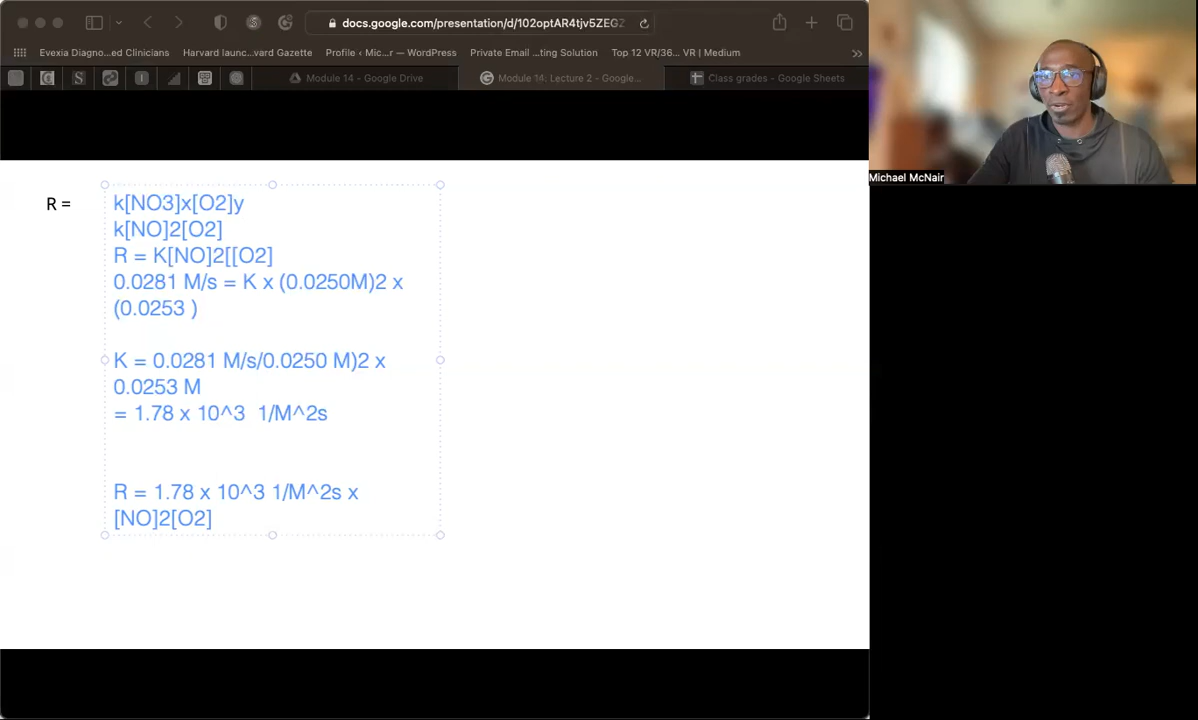 docs.google.com/presentation/d/102optAR4tjv5ZEG2
Evexia Diagno...ed Clinicians Harvard launc...vard Gazette Profile ‹ Mic...r — WordPress Private Email ...ting Solution Top 12 VR/36... VR | Medium
Module 14 - Google Drive Module 14: Lecture 2 - Google... Class grades - Google Sheets
Michael McNair
R = k[NO3]x[O2]y
k[NO]2[O2]
R = K[NO]2[[O2]
0.0281 M/s = K x (0.0250M)2 x
(0.0253 )
K = 0.0281 M/s/0.0250 M)2 x
0.0253 M
= 1.78 x 10^3 1/M^2s
R = 1.78 x 10^3 1/M^2s x
[NO]2[O2]